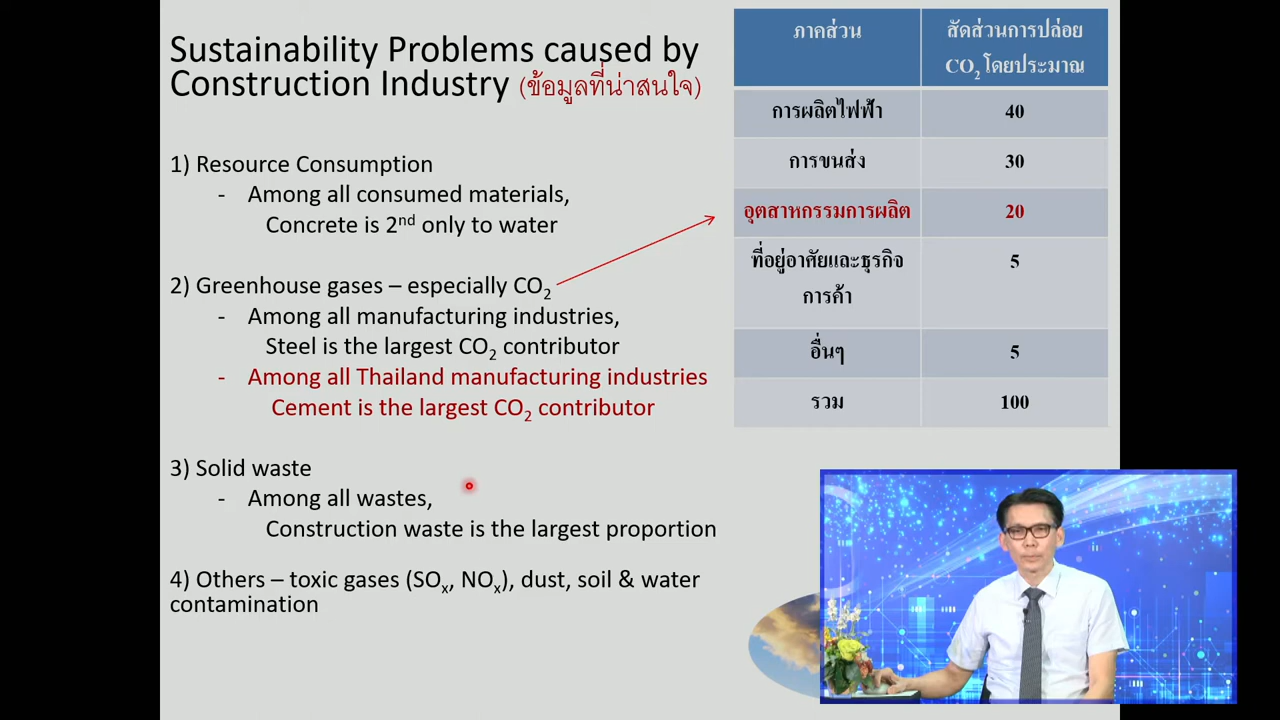 Sustainability Problems caused by
Construction Industry (ข้อมูลที่น่าสนใจ)
1) Resource Consumption
- Among all consumed materials,
Concrete is 2nd only to water
2) Greenhouse gases – especially CO2
- Among all manufacturing industries,
Steel is the largest CO2 contributor
- Among all Thailand manufacturing industries
Cement is the largest CO2 contributor
3) Solid waste
- Among all wastes,
Construction waste is the largest proportion
4) Others – toxic gases (SOx, NOx), dust, soil & water
contamination
ภาคส่วน
สัดส่วนการปล่อย
CO2 โดยประมาณ
การผลิตไฟฟ้า 40
การขนส่ง 30
อุตสาหกรรมการผลิต 20
ที่อยู่อาศัยและธุรกิจ 5
การค้า
อื่นๆ 5
รวม 100